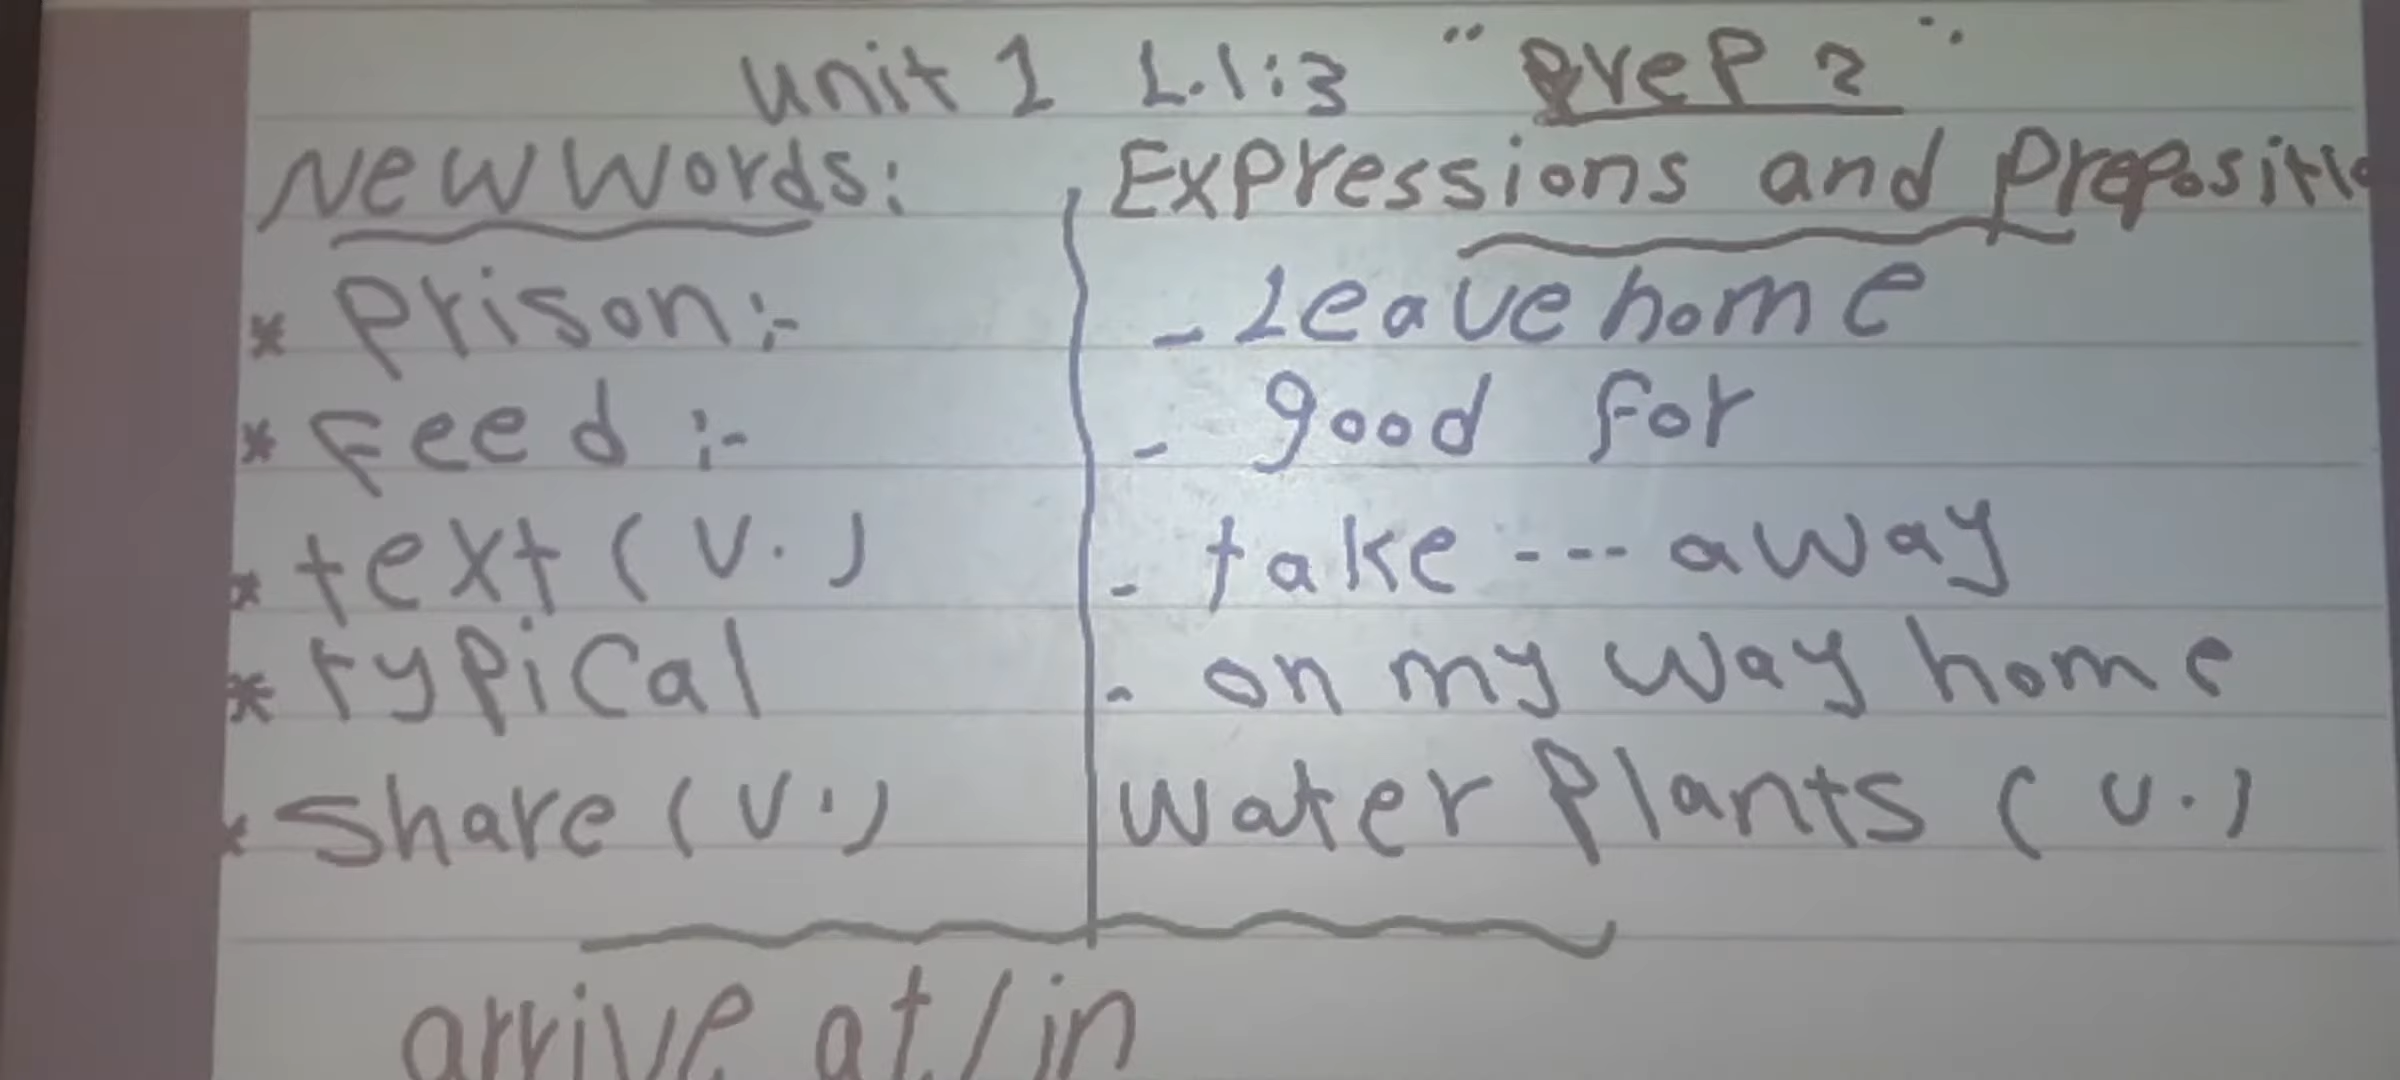 unit 1 L.1:3 "Prep 2"
New Words:
Expressions and Prepositio
* Prison:-
* Feed :-
* text (v.)
* typical
* Share (v.)
- Leave home
- good for
- take --- away
- on my way home
Water Plants (v.)
arrive at/in